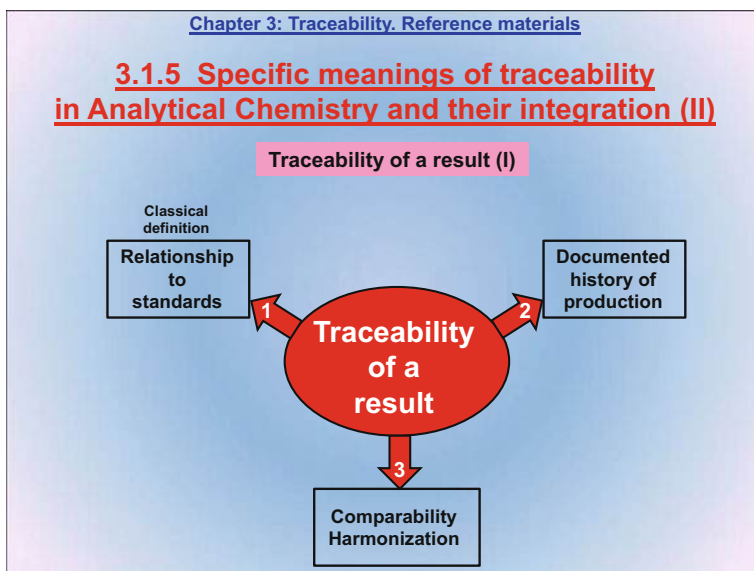 Chapter 3: Traceability. Reference materials
3.1.5 Specific meanings of traceability
in Analytical Chemistry and their integration (II)
Traceability of a result (I)
Classical
definition
Relationship
to
standards
1
Documented
history of
production
2
Traceability
of a
result
3
Comparability
Harmonization